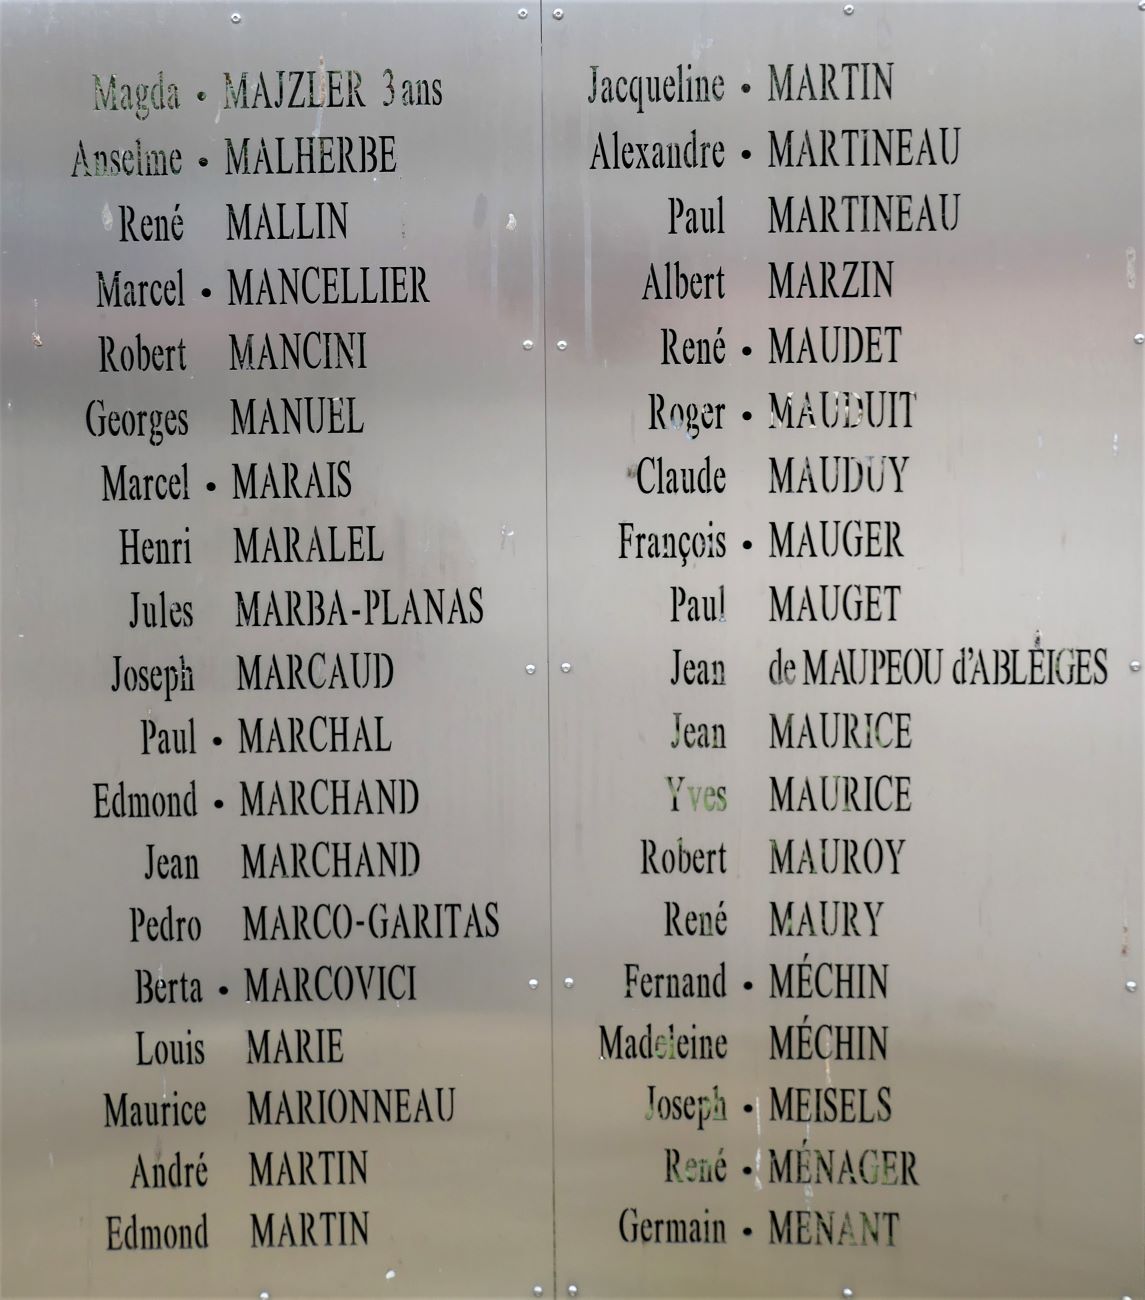 Magda • MAJZLER 3 ans
Anselme • MALHERBE
René MALLIN
Marcel • MANCELLIER
Robert MANCINI
Georges MANUEL
Marcel • MARAIS
Henri MARALEL
Jules MARBA-PLANAS
Joseph MARCAUD
Paul • MARCHAL
Edmond • MARCHAND
Jean MARCHAND
Pedro MARCO-GARITAS
Berta • MARCOVICI
Louis MARIE
Maurice MARIONNEAU
André MARTIN
Edmond MARTIN
Jacqueline • MARTIN
Alexandre • MARTINEAU
Paul MARTINEAU
Albert MARZIN
René • MAUDET
Roger • MAUDUIT
Claude MAUDUY
François • MAUGER
Paul MAUGET
Jean de MAUPEOU d'ABLÉIGES
Jean MAURICE
Yves MAURICE
Robert MAUROY
René MAURY
Fernand • MÉCHIN
Madeleine MÉCHIN
Joseph • MEISELS
René • MÉNAGER
Germain • MENANT